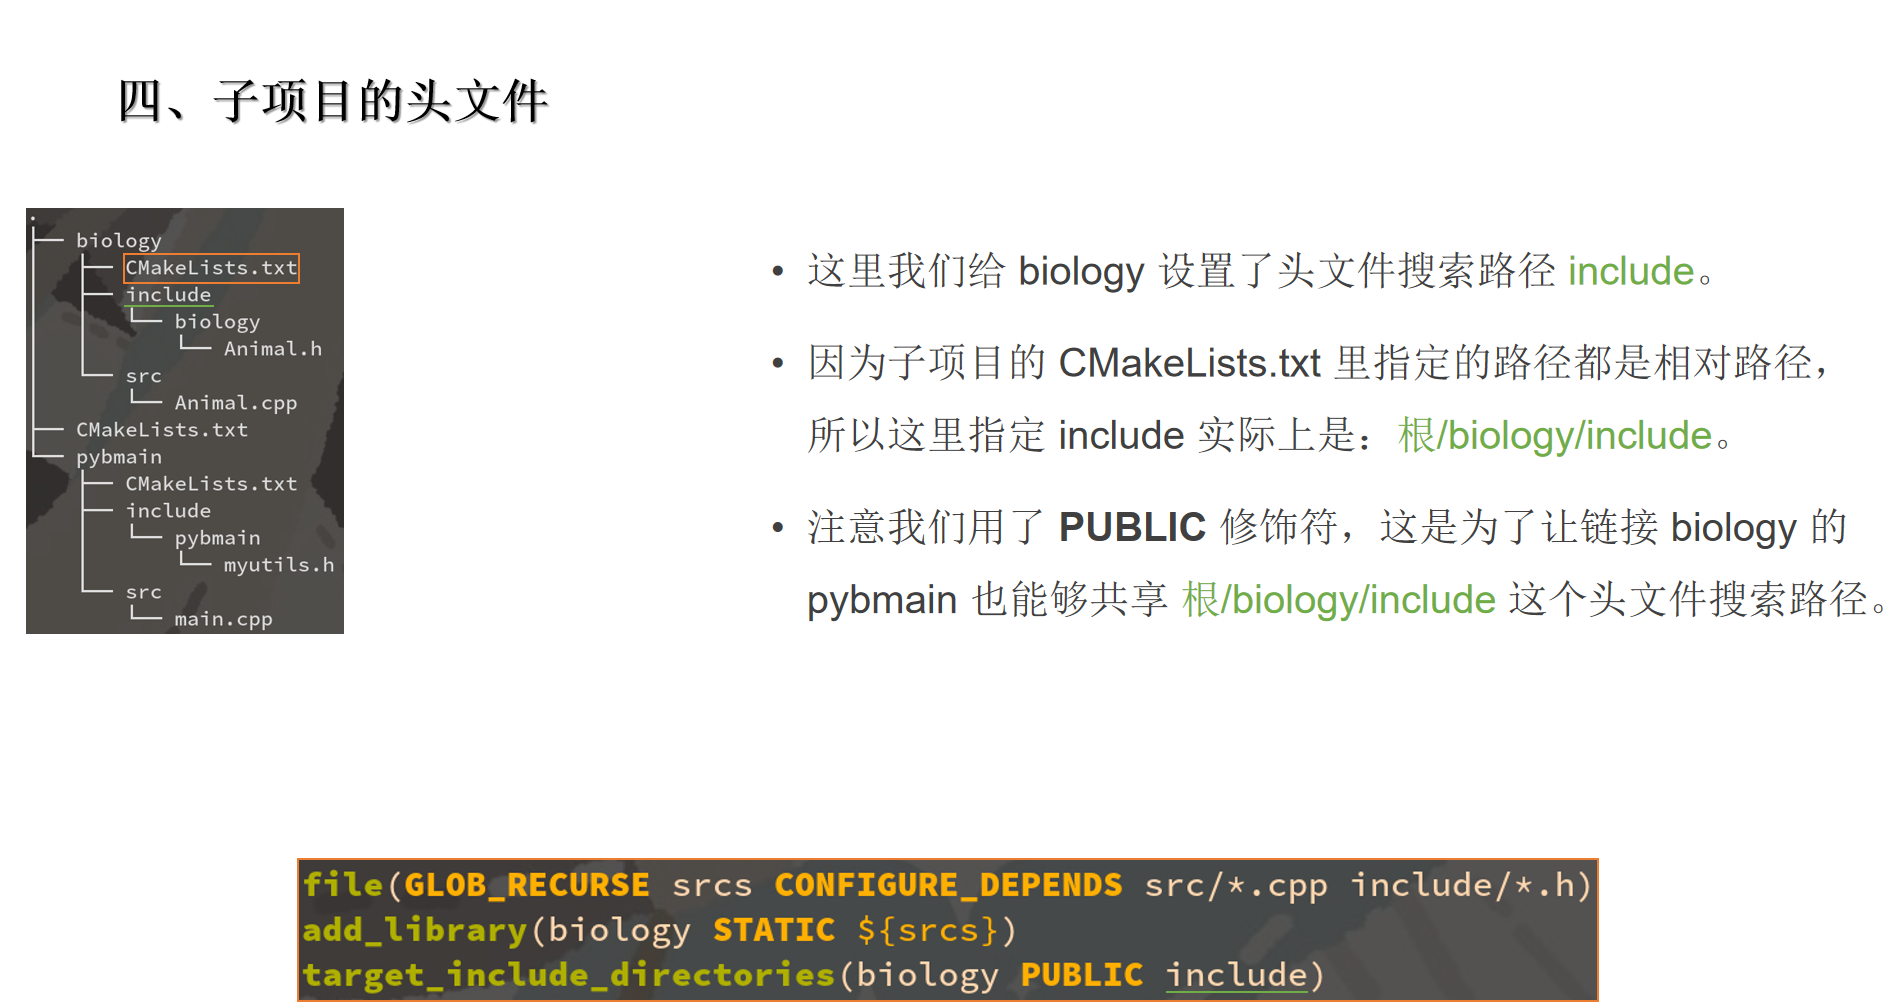 四、子项目的头文件
.
├── biology
│   ├── CMakeLists.txt
│   ├── include
│   │   └── biology
│   │       └── Animal.h
│   └── src
│       └── Animal.cpp
├── CMakeLists.txt
└── pybmain
    ├── CMakeLists.txt
    ├── include
    │   └── pybmain
    │       └── myutils.h
    └── src
        └── main.cpp
• 这里我们给 biology 设置了头文件搜索路径 include。
• 因为子项目的 CMakeLists.txt 里指定的路径都是相对路径，
所以这里指定 include 实际上是：根/biology/include。
• 注意我们用了 PUBLIC 修饰符，这是为了让链接 biology 的
pybmain 也能够共享 根/biology/include 这个头文件搜索路径。
file(GLOB_RECURSE srcs CONFIGURE_DEPENDS src/*.cpp include/*.h)
add_library(biology STATIC ${srcs})
target_include_directories(biology PUBLIC include)